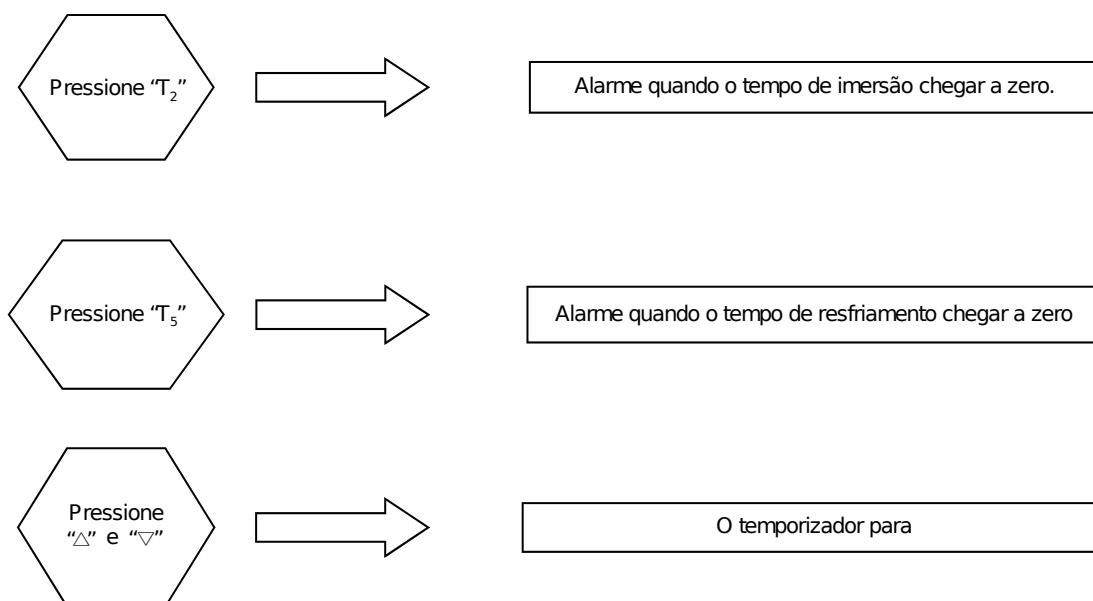 Pressione “T₂”
Alarme quando o tempo de imersão chegar a zero.
Pressione “T₅”
Alarme quando o tempo de resfriamento chegar a zero
Pressione
“△” e “▽”
O temporizador para